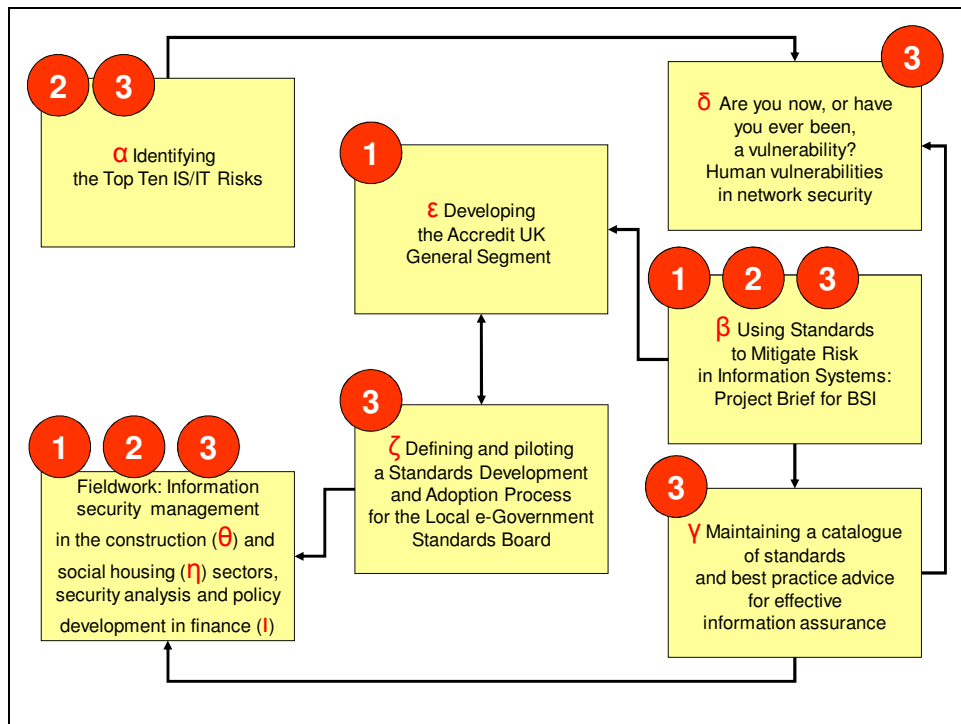 2 3
α Identifying
the Top Ten IS/IT Risks
3
δ Are you now, or have
you ever been,
a vulnerability?
Human vulnerabilities
in network security
1
ε Developing
the Accredit UK
General Segment
1 2 3
β Using Standards
to Mitigate Risk
in Information Systems:
Project Brief for BSI
3
ζ Defining and piloting
a Standards Development
and Adoption Process
for the Local e-Government
Standards Board
1 2 3
Fieldwork: Information
security management
in the construction (θ) and
social housing (η) sectors,
security analysis and policy
development in finance (ι)
3
γ Maintaining a catalogue
of standards
and best practice advice
for effective
information assurance